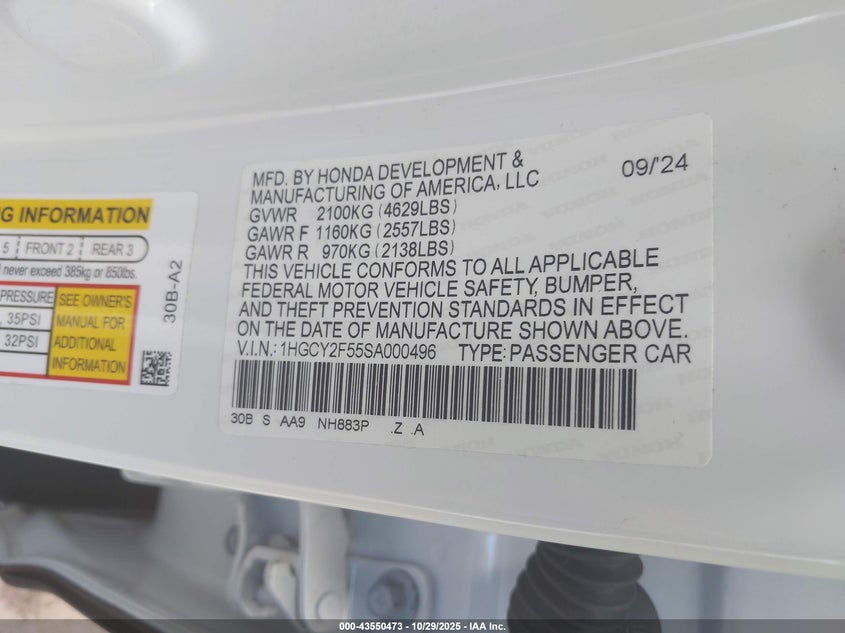 MFD. BY HONDA DEVELOPMENT &
MANUFACTURING OF AMERICA, LLC 09/'24
GVWR 2100KG (4629LBS)
GAWR F 1160KG (2557LBS)
GAWR R 970KG (2138LBS)
THIS VEHICLE CONFORMS TO ALL APPLICABLE
FEDERAL MOTOR VEHICLE SAFETY, BUMPER,
AND THEFT PREVENTION STANDARDS IN EFFECT
ON THE DATE OF MANUFACTURE SHOWN ABOVE.
V.I.N.: 1HGCY2F55SA000496 TYPE: PASSENGER CAR
30B S AA9 NH883P .Z .A
INFORMATION
5 FRONT 2 REAR 3
never exceed 385kg or 850lbs.
PRESSURE
, 35PSI
32PSI
SEE OWNER'S
MANUAL FOR
ADDITIONAL
INFORMATION
30B-A2
000-43550473 - 10/29/2025 - IAA Inc.